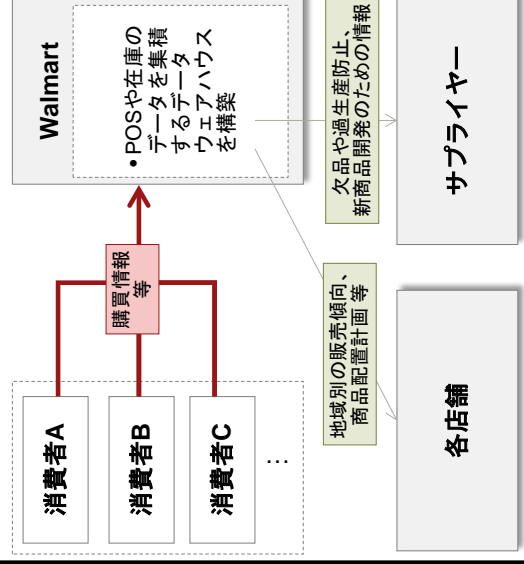 消費者A
消費者B
消費者C
…
購買情報
等
Walmart
•POSや在庫の
データを集積
するデータ
ウェアハウス
を構築
地域別の販売傾向、
商品配置計画 等
欠品や過生産防止、
新商品開発のための情報
各店舗
サプライヤー